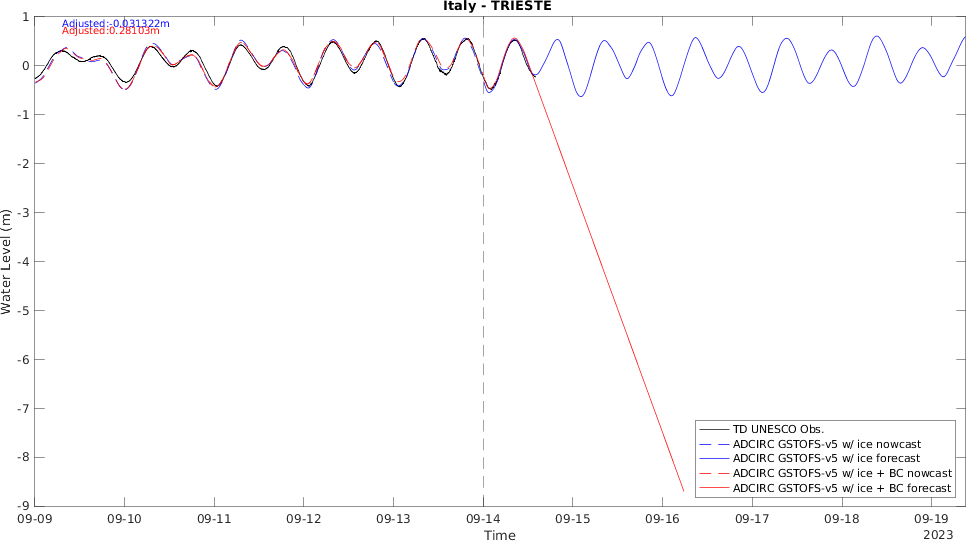 Italy - TRIESTE
Adjusted:-0.031322m
Adjusted:0.28103m
1
0
-1
-2
-3
-4
-5
-6
-7
-8
-9
Water Level (m)
TD UNESCO Obs.
ADCIRC GSTOFS-v5 w/ ice nowcast
ADCIRC GSTOFS-v5 w/ ice forecast
ADCIRC GSTOFS-v5 w/ ice + BC nowcast
ADCIRC GSTOFS-v5 w/ ice + BC forecast
09-09 09-10 09-11 09-12 09-13 09-14 09-15 09-16 09-17 09-18 09-19
Time
2023